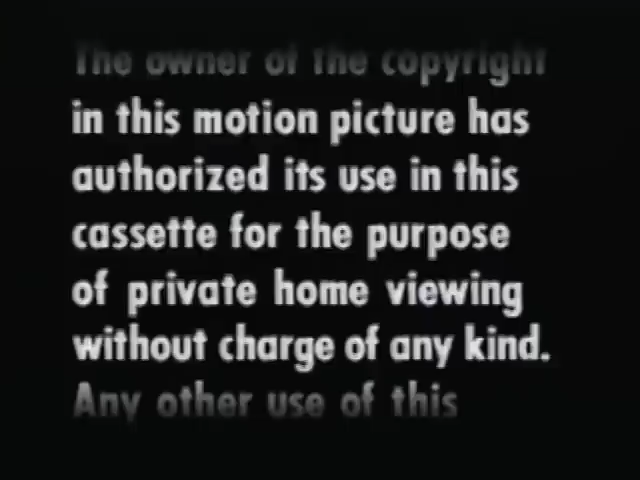 The owner of the copyright
in this motion picture has
authorized its use in this
cassette for the purpose
of private home viewing
without charge of any kind.
Any other use of this